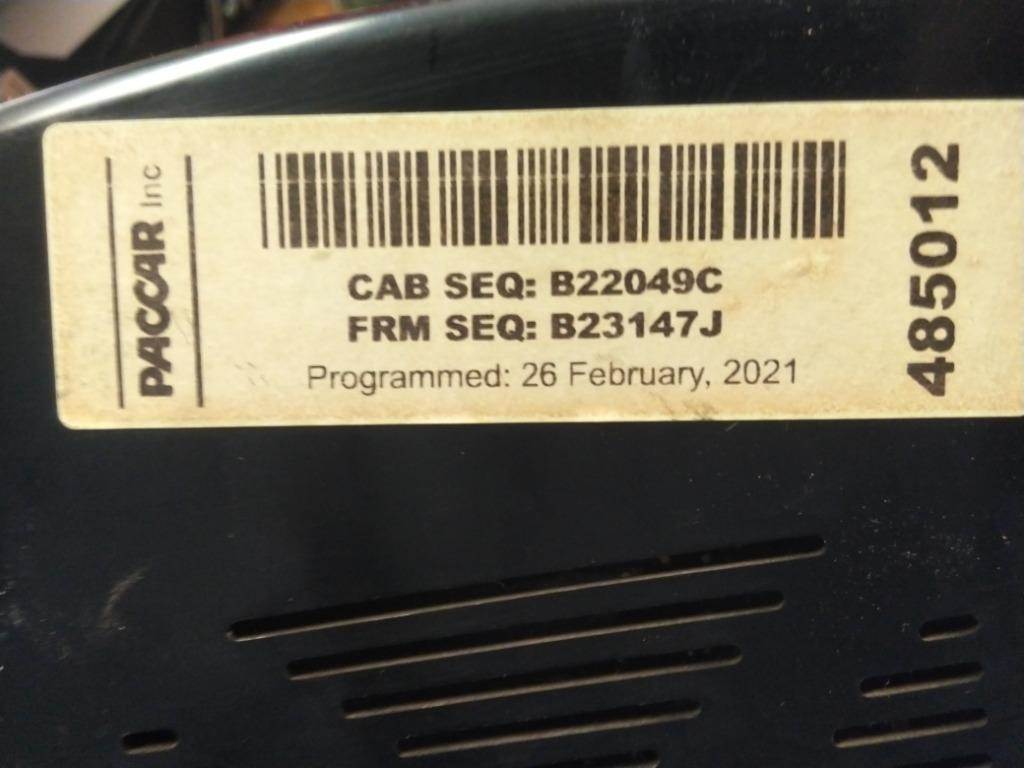 PACCAR Inc
CAB SEQ: B22049C
FRM SEQ: B23147J
Programmed: 26 February, 2021
485012